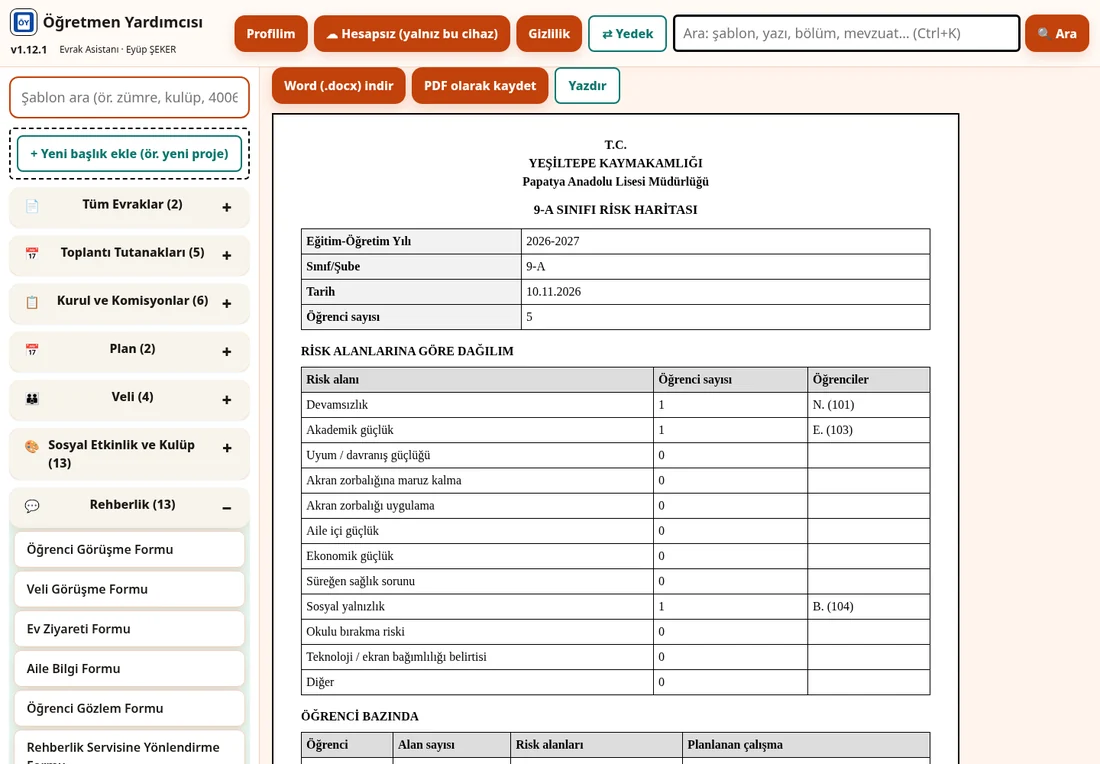 ÖY Öğretmen Yardımcısı
v1.12.1 Evrak Asistanı · Eyüp ŞEKER
Profilim
☁ Hesapsız (yalnız bu cihaz)
Gizlilik
⇄ Yedek
Ara: şablon, yazı, bölüm, mevzuat... (Ctrl+K)
🔍 Ara
Şablon ara (ör. zümre, kulüp, 4006
+ Yeni başlık ekle (ör. yeni proje)
Tüm Evraklar (2) +
Toplantı Tutanakları (5) +
Kurul ve Komisyonlar (6) +
Plan (2) +
Veli (4) +
Sosyal Etkinlik ve Kulüp
(13) +
Rehberlik (13) −
Öğrenci Görüşme Formu
Veli Görüşme Formu
Ev Ziyareti Formu
Aile Bilgi Formu
Öğrenci Gözlem Formu
Rehberlik Servisine Yönlendirme
Word (.docx) indir
PDF olarak kaydet
Yazdır
T.C.
YEŞİLTEPE KAYMAKAMLIĞI
Papatya Anadolu Lisesi Müdürlüğü
9-A SINIFI RİSK HARİTASI
Eğitim-Öğretim Yılı 2026-2027
Sınıf/Şube 9-A
Tarih 10.11.2026
Öğrenci sayısı 5
RİSK ALANLARINA GÖRE DAĞILIM
Risk alanı Öğrenci sayısı Öğrenciler
Devamsızlık 1 N. (101)
Akademik güçlük 1 E. (103)
Uyum / davranış güçlüğü 0
Akran zorbalığına maruz kalma 0
Akran zorbalığı uygulama 0
Aile içi güçlük 0
Ekonomik güçlük 0
Süreğen sağlık sorunu 0
Sosyal yalnızlık 1 B. (104)
Okulu bırakma riski 0
Teknoloji / ekran bağımlılığı belirtisi 0
Diğer 0
ÖĞRENCİ BAZINDA
Öğrenci Alan sayısı Risk alanları Planlanan çalışma